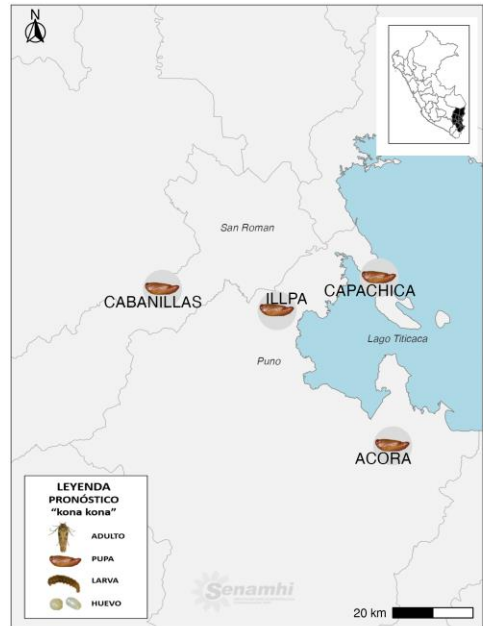 N
San Roman
CABANILLAS
ILLPA
CAPACHICA
Lago Titicaca
Puno
ACORA
LEYENDA
PRONÓSTICO
"kona kona"
ADULTO
PUPA
LARVA
HUEVO
Senamhi
20 km